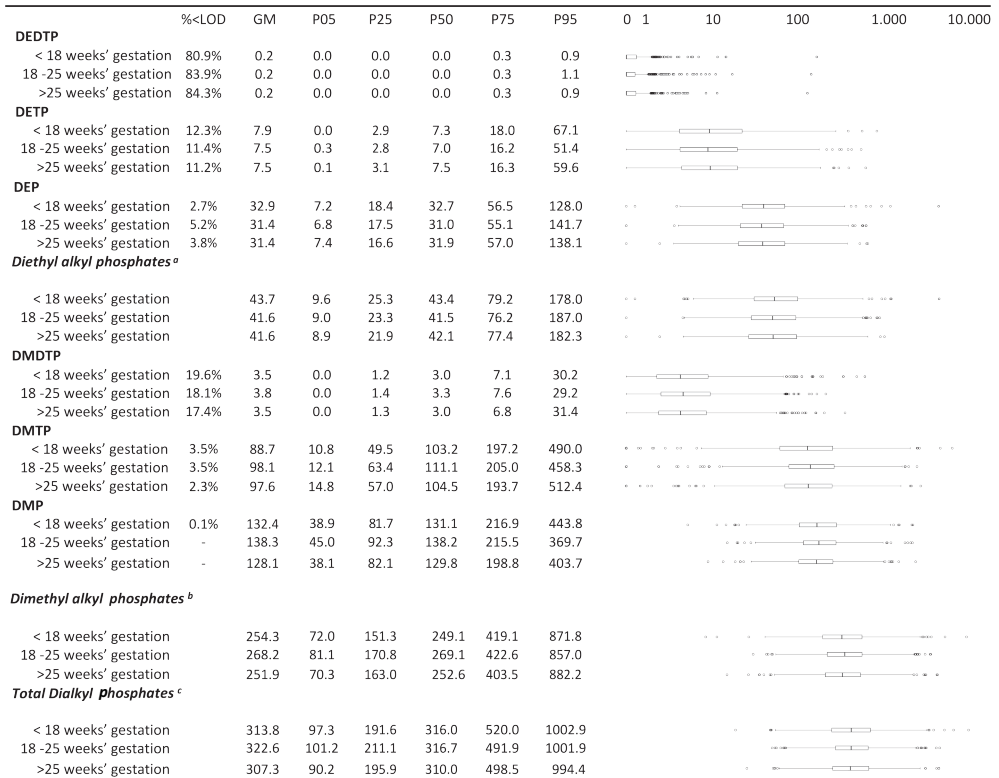 %<LOD GM P05 P25 P50 P75 P95 0 1 10 100 1.000 10.000
DEDTP
< 18 weeks’ gestation 80.9% 0.2 0.0 0.0 0.0 0.3 0.9
18 -25 weeks’ gestation 83.9% 0.2 0.0 0.0 0.0 0.3 1.1
>25 weeks’ gestation 84.3% 0.2 0.0 0.0 0.0 0.3 0.9
DETP
< 18 weeks’ gestation 12.3% 7.9 0.0 2.9 7.3 18.0 67.1
18 -25 weeks’ gestation 11.4% 7.5 0.3 2.8 7.0 16.2 51.4
>25 weeks’ gestation 11.2% 7.5 0.1 3.1 7.5 16.3 59.6
DEP
< 18 weeks’ gestation 2.7% 32.9 7.2 18.4 32.7 56.5 128.0
18 -25 weeks’ gestation 5.2% 31.4 6.8 17.5 31.0 55.1 141.7
>25 weeks’ gestation 3.8% 31.4 7.4 16.6 31.9 57.0 138.1
Diethyl alkyl phosphates a
< 18 weeks’ gestation 43.7 9.6 25.3 43.4 79.2 178.0
18 -25 weeks’ gestation 41.6 9.0 23.3 41.5 76.2 187.0
>25 weeks’ gestation 41.6 8.9 21.9 42.1 77.4 182.3
DMDTP
< 18 weeks’ gestation 19.6% 3.5 0.0 1.2 3.0 7.1 30.2
18 -25 weeks’ gestation 18.1% 3.8 0.0 1.4 3.3 7.6 29.2
>25 weeks’ gestation 17.4% 3.5 0.0 1.3 3.0 6.8 31.4
DMTP
< 18 weeks’ gestation 3.5% 88.7 10.8 49.5 103.2 197.2 490.0
18 -25 weeks’ gestation 3.5% 98.1 12.1 63.4 111.1 205.0 458.3
>25 weeks’ gestation 2.3% 97.6 14.8 57.0 104.5 193.7 512.4
DMP
< 18 weeks’ gestation 0.1% 132.4 38.9 81.7 131.1 216.9 443.8
18 -25 weeks’ gestation - 138.3 45.0 92.3 138.2 215.5 369.7
>25 weeks’ gestation - 128.1 38.1 82.1 129.8 198.8 403.7
Dimethyl alkyl phosphates b
< 18 weeks’ gestation 254.3 72.0 151.3 249.1 419.1 871.8
18 -25 weeks’ gestation 268.2 81.1 170.8 269.1 422.6 857.0
>25 weeks’ gestation 251.9 70.3 163.0 252.6 403.5 882.2
Total Dialkyl phosphates c
< 18 weeks’ gestation 313.8 97.3 191.6 316.0 520.0 1002.9
18 -25 weeks’ gestation 322.6 101.2 211.1 316.7 491.9 1001.9
>25 weeks’ gestation 307.3 90.2 195.9 310.0 498.5 994.4